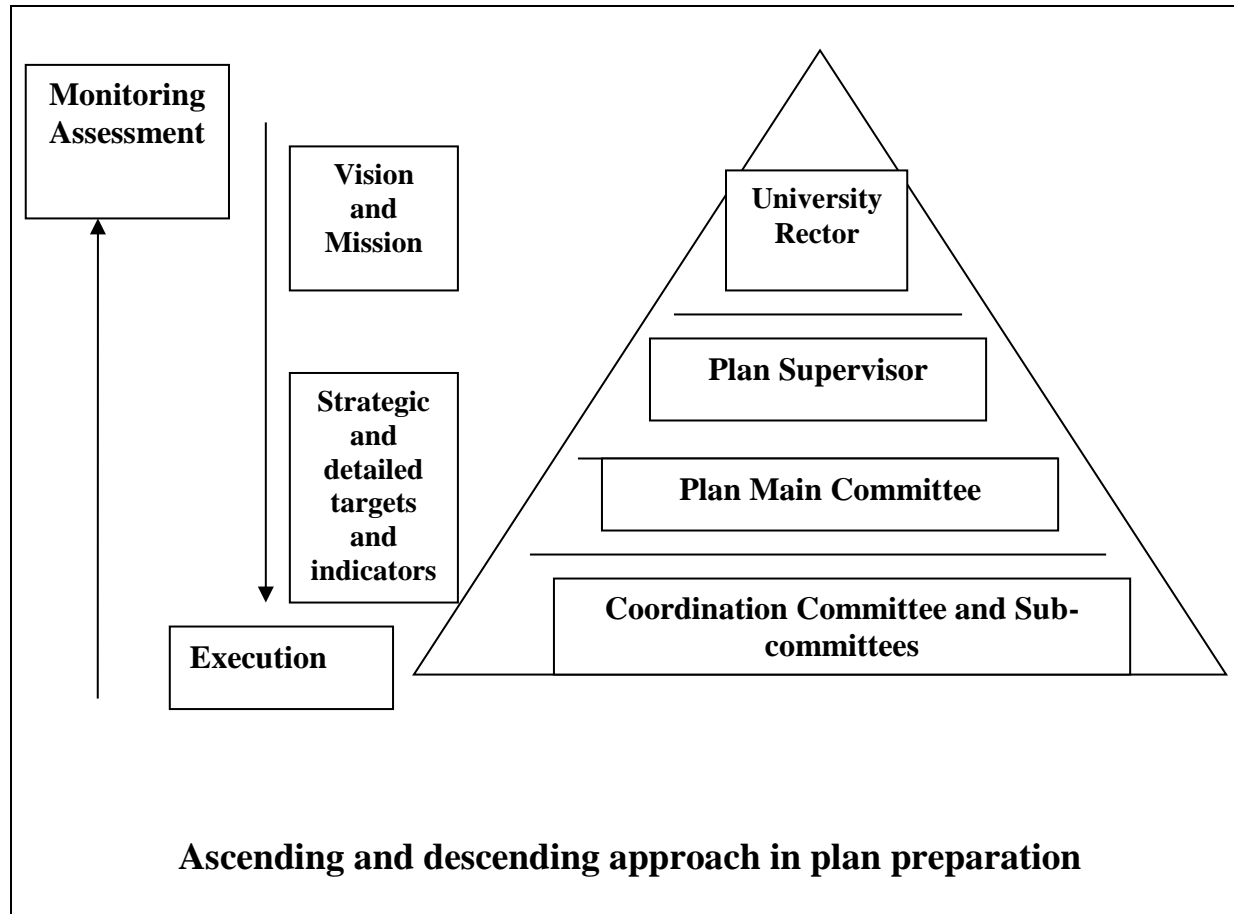 Monitoring
Assessment
Vision
and
Mission
Strategic
and
detailed
targets
and
indicators
Execution
University
Rector
Plan Supervisor
Plan Main Committee
Coordination Committee and Sub-
committees
Ascending and descending approach in plan preparation